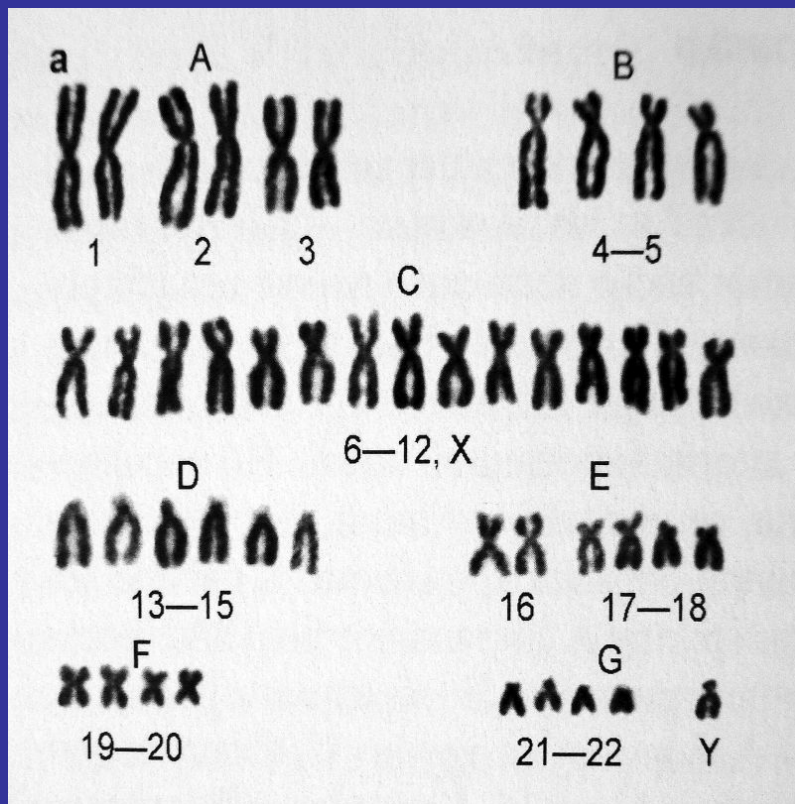 a A B
1 2 3 4—5
C
6—12, X
D E
13—15 16 17—18
F G
19—20 21—22 Y